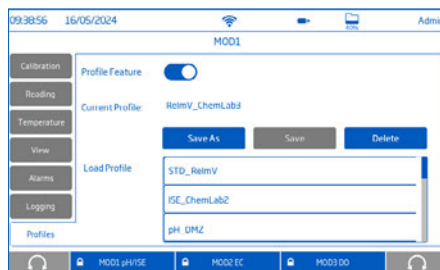 09:38:56 16/05/2024 40% Admi
MOD1
Calibration
Profile Feature
Reading
Current Profile: RelmV_ChemLab3
Temperature
Save As Save Delete
View
Load Profile
STD_RelmV
Alarms
ISE_ChemLab2
Logging
pH_DMZ
Profiles
MOD1 pH/ISE MOD2 EC MOD3 DO